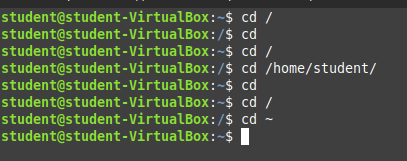 student@student-VirtualBox:~$ cd /
student@student-VirtualBox:/$ cd
student@student-VirtualBox:~$ cd /
student@student-VirtualBox:/$ cd /home/student/
student@student-VirtualBox:~$ cd
student@student-VirtualBox:~$ cd /
student@student-VirtualBox:/$ cd ~
student@student-VirtualBox:~$